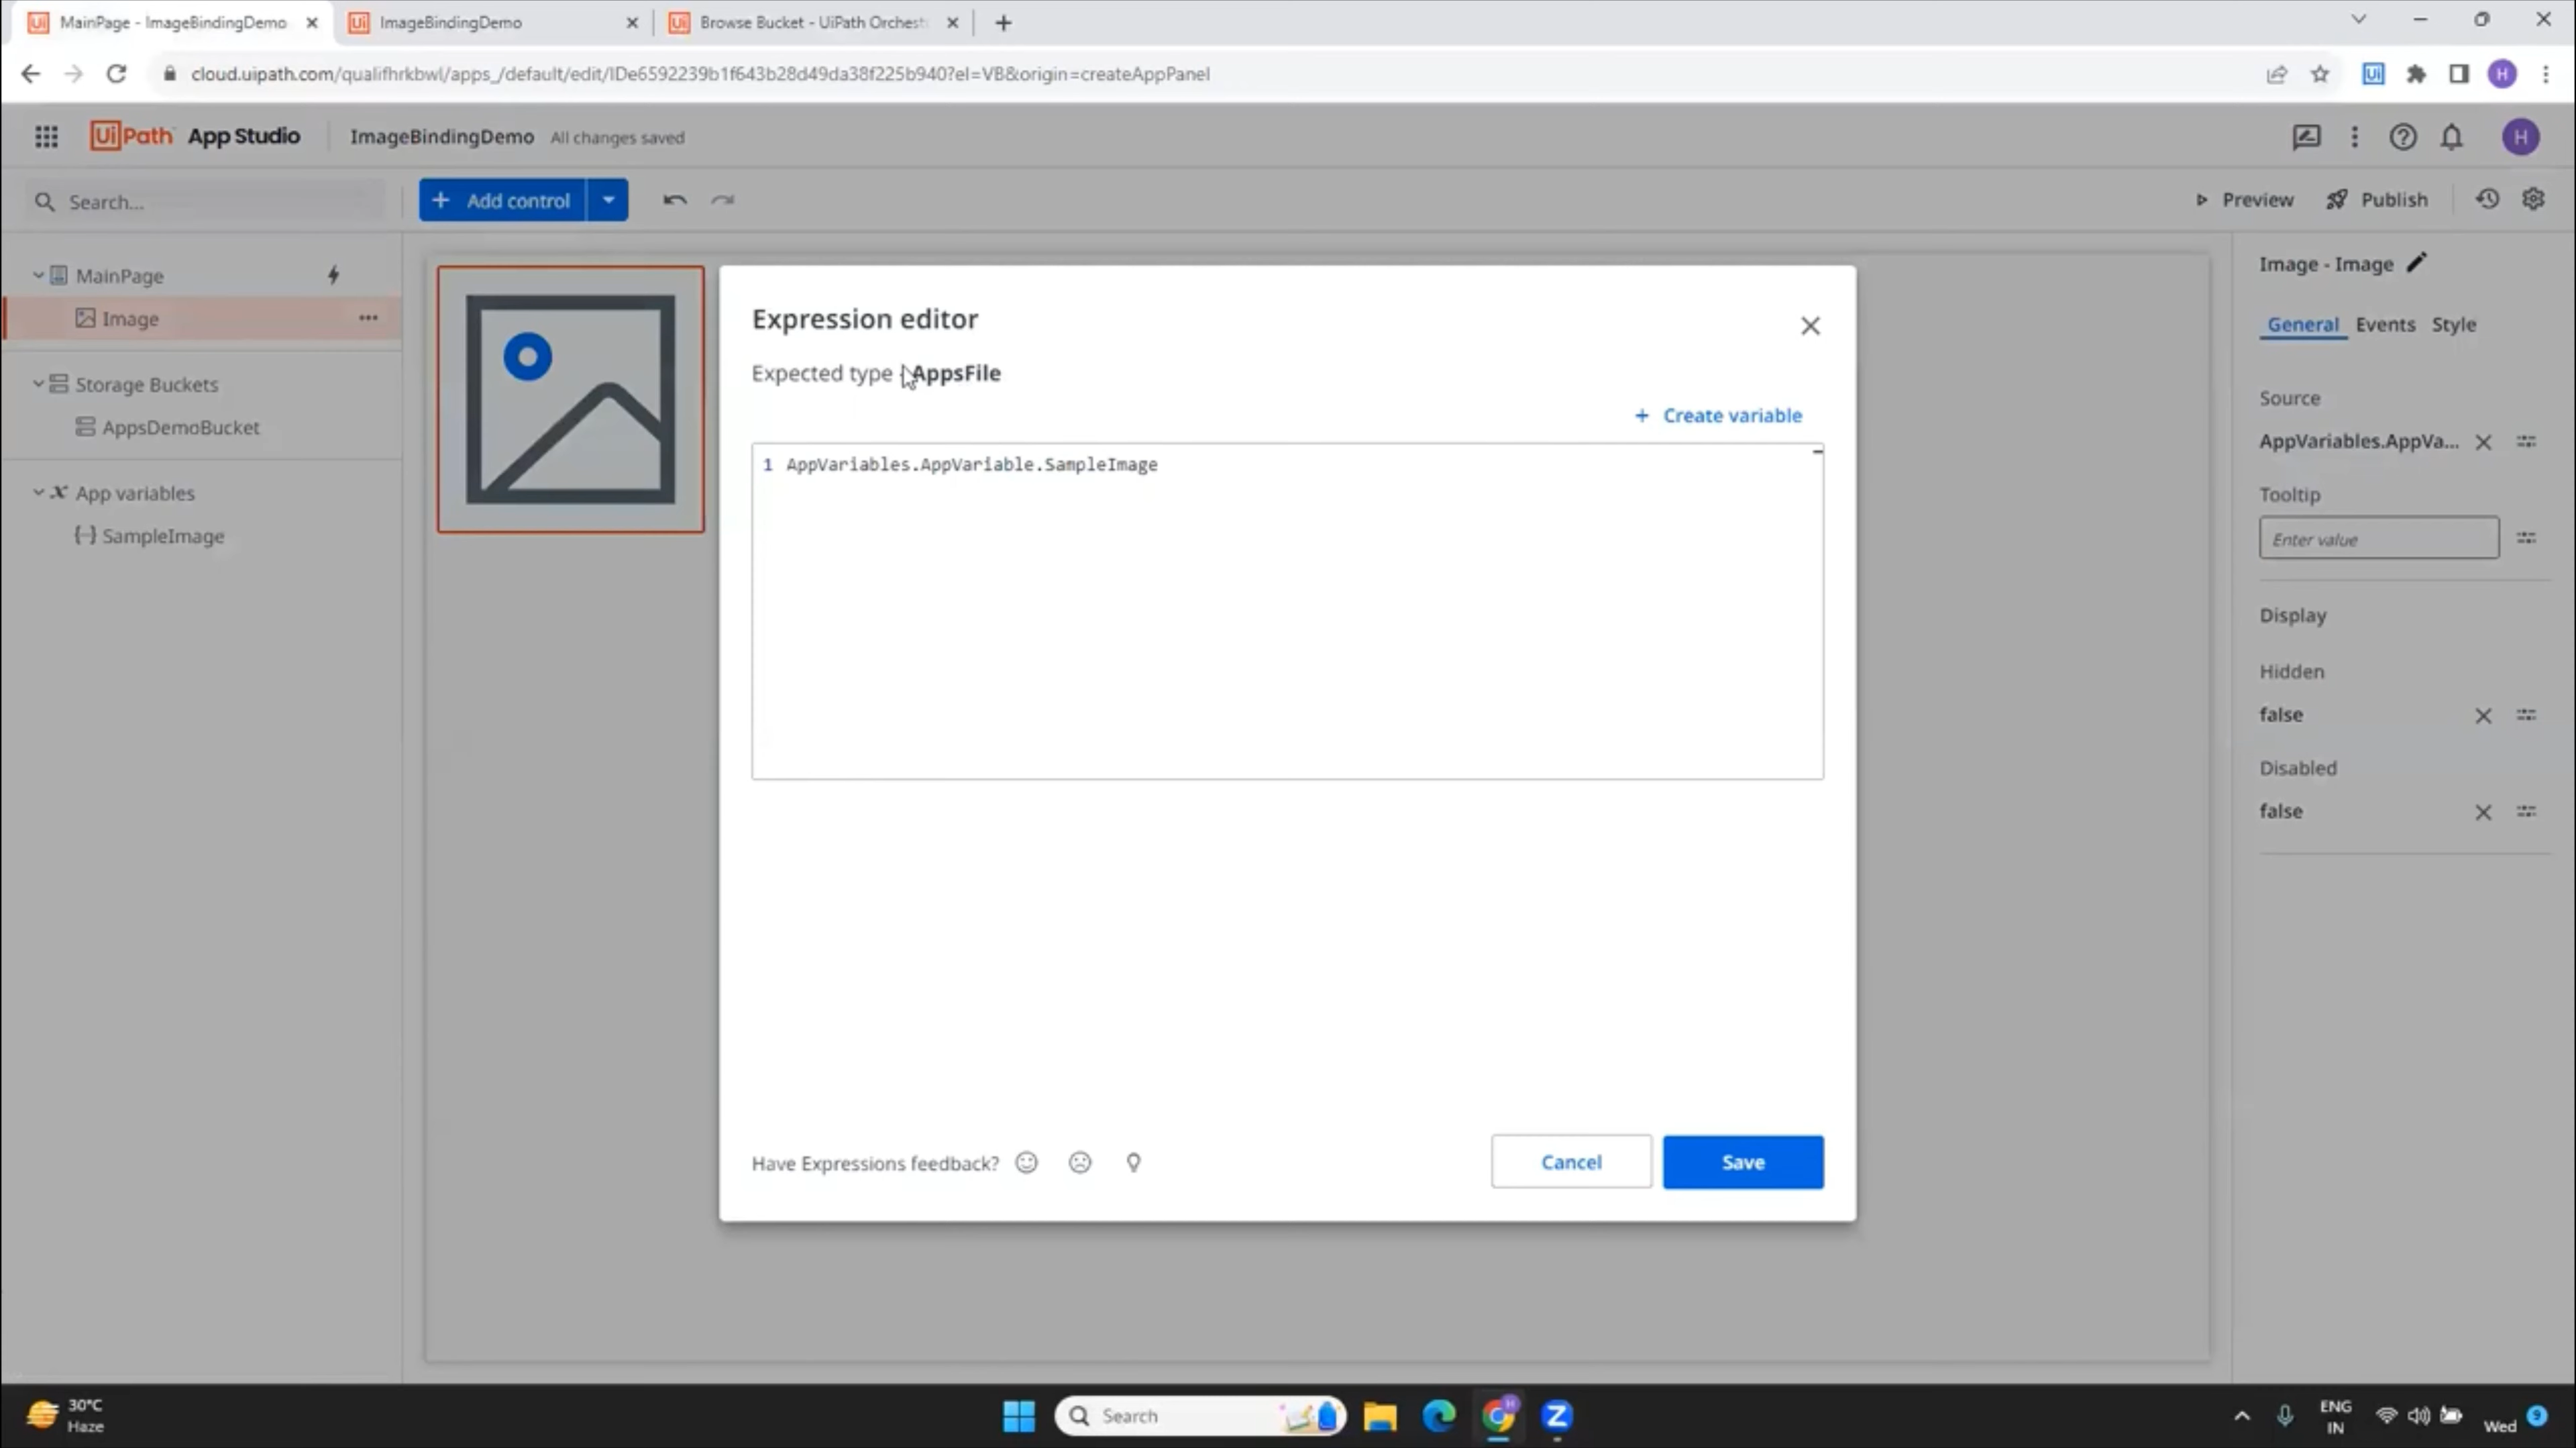 MainPage - ImageBindingDemo
ImageBindingDemo
Browse Bucket - UiPath Orchest
cloud.uipath.com/qualifhrkbwl/apps_/default/edit/IDe6592239b1f643b28d49da38f225b940?el=VB&origin=createAppPanel
H
UiPath App Studio
ImageBindingDemo
All changes saved
H
Search...
Add control
Preview
Publish
MainPage
Image
Storage Buckets
AppsDemoBucket
App variables
SampleImage
Expression editor
Expected type AppsFile
Create variable
1 AppVariables.AppVariable.SampleImage
Have Expressions feedback?
Cancel
Save
Image - Image
General Events Style
Source
AppVariables.AppVa...
Tooltip
Enter value
Display
Hidden
false
Disabled
false
30°C
Haze
Search
ENG
IN
Wed
9